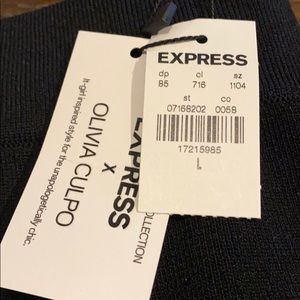 EXPRESS
dp cl sz
85 716 1104
st co
07168202 0058
17215985
L
COLLECTION
EXPRESS
X
OLIVIA CULPO
It-girl inspired style for the unapologetically chic.